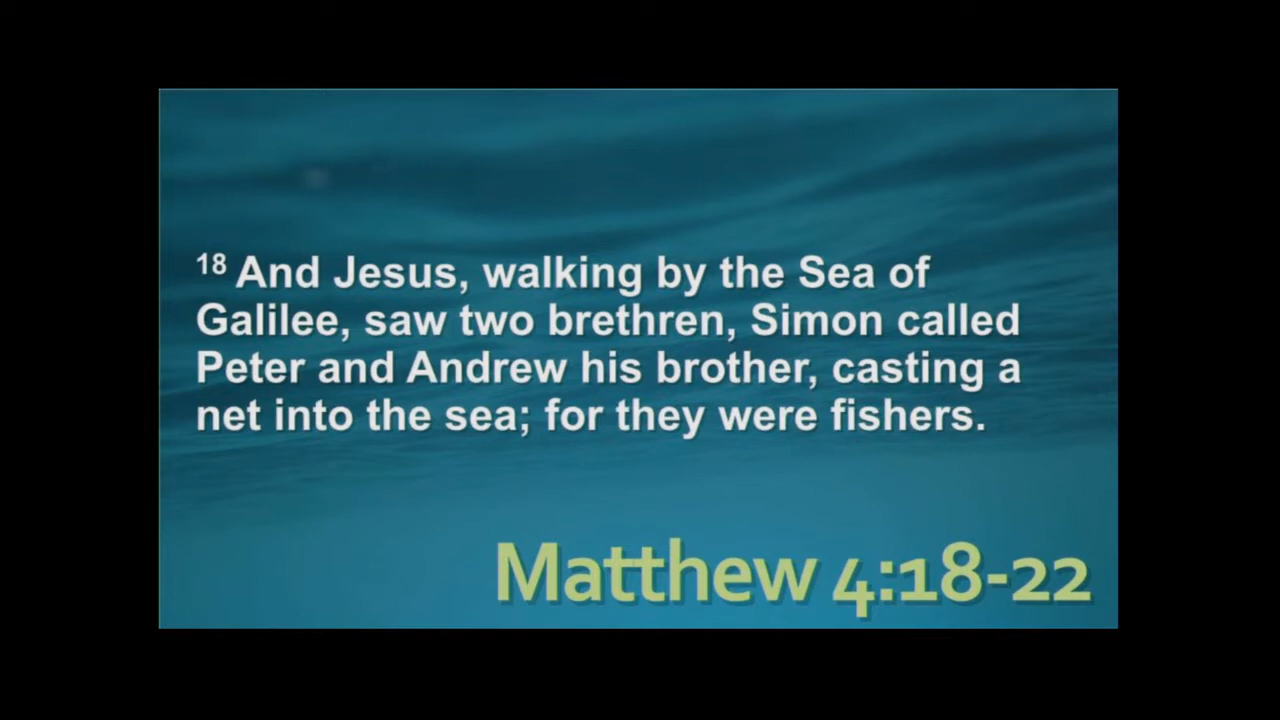 18 And Jesus, walking by the Sea of
Galilee, saw two brethren, Simon called
Peter and Andrew his brother, casting a
net into the sea; for they were fishers.
Matthew 4:18-22